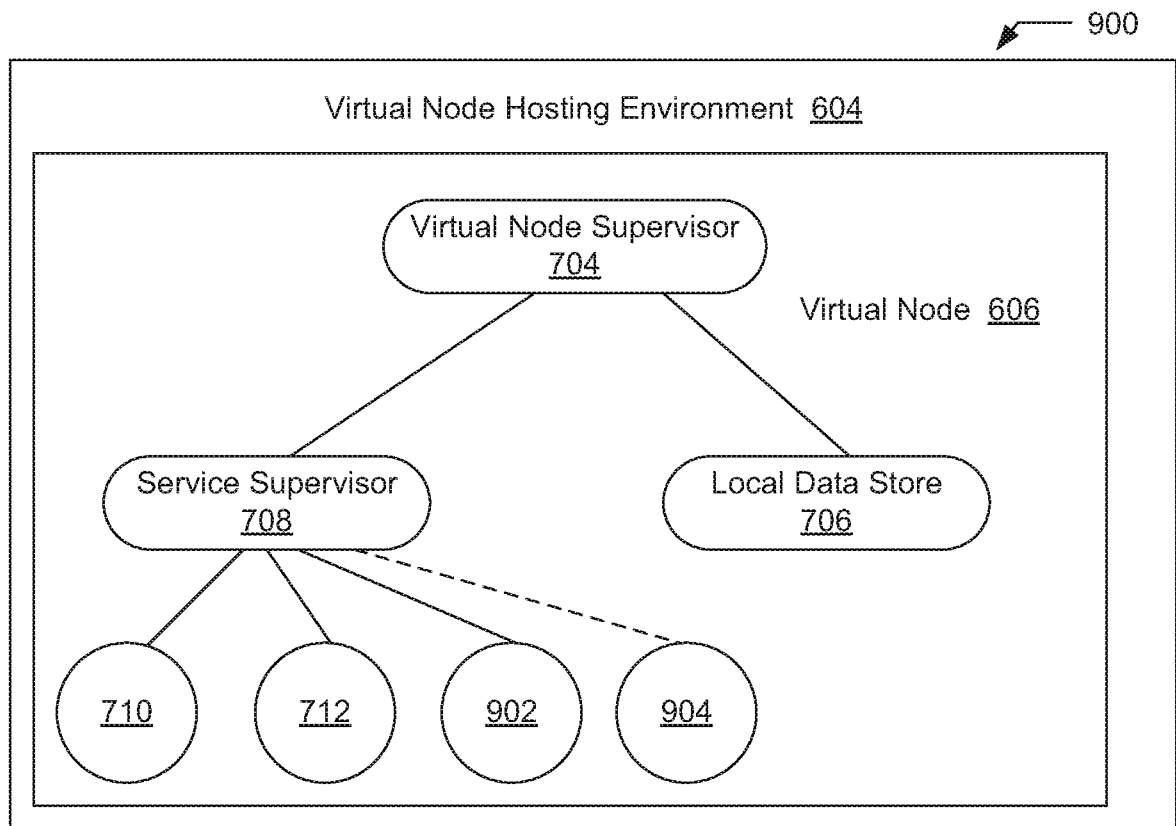 900
Virtual Node Hosting Environment 604
Virtual Node Supervisor
704
Virtual Node 606
Service Supervisor
708
Local Data Store
706
710
712
902
904